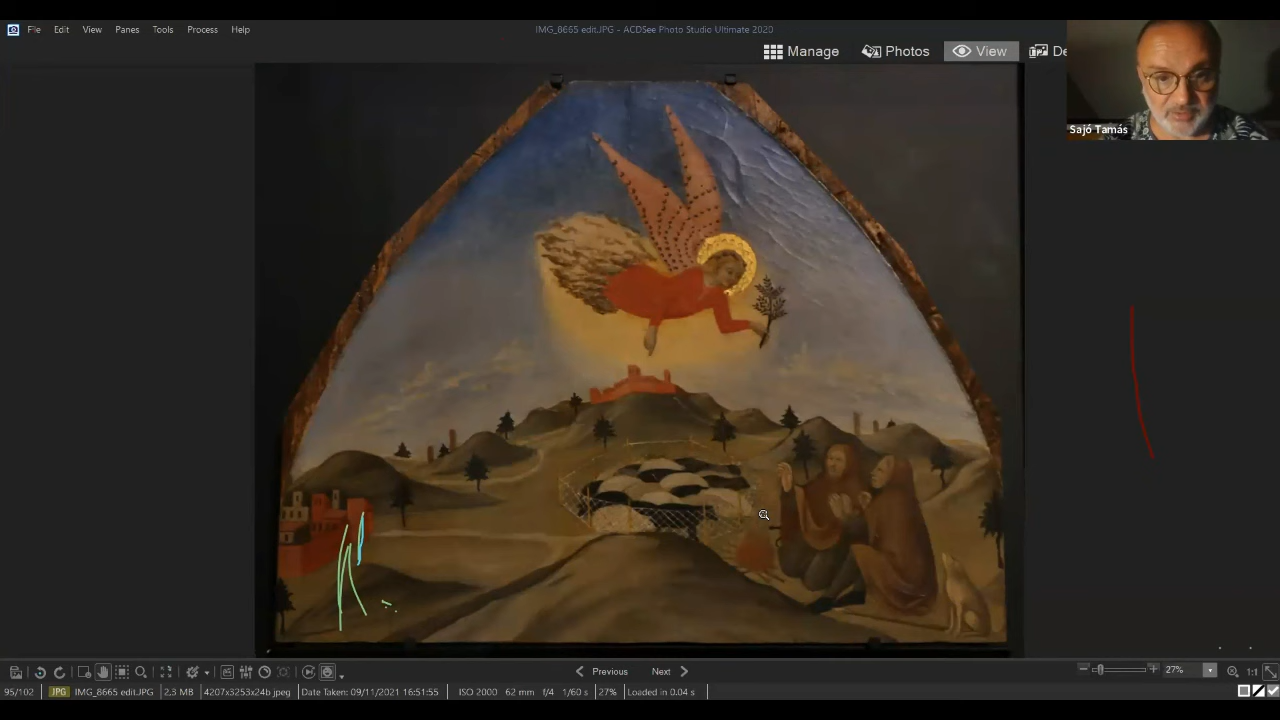 File Edit View Panes Tools Process Help
IMG_8665 edit.JPG - ACDSee Photo Studio Ultimate 2020
Manage Photos View De
Sajó Tamás
Previous Next
27%
1:1
95/102 JPG IMG_8665 edit.JPG 2,3 MB 4207x3253x24b jpeg Date Taken: 09/11/2021 16:51:55 ISO 2000 62 mm f/4 1/60 s 27% Loaded in 0.04 s